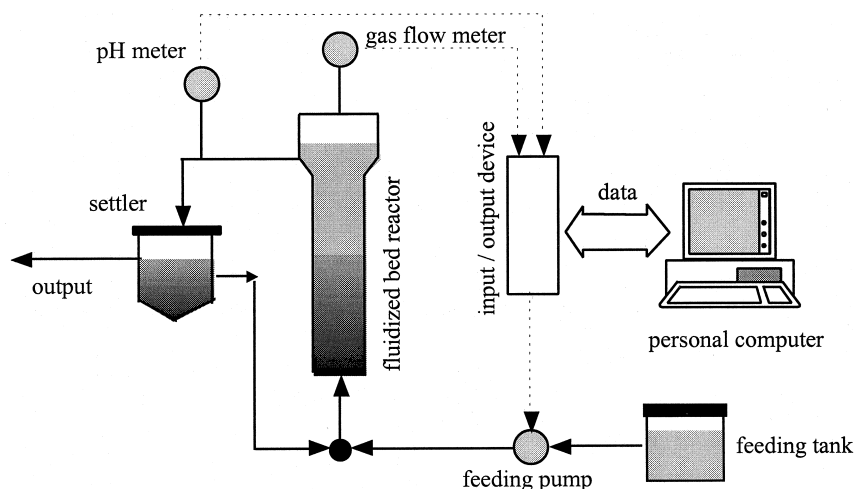 gas flow meter
pH meter
input / output device
data
settler
fluidized bed reactor
output
personal computer
feeding tank
feeding pump